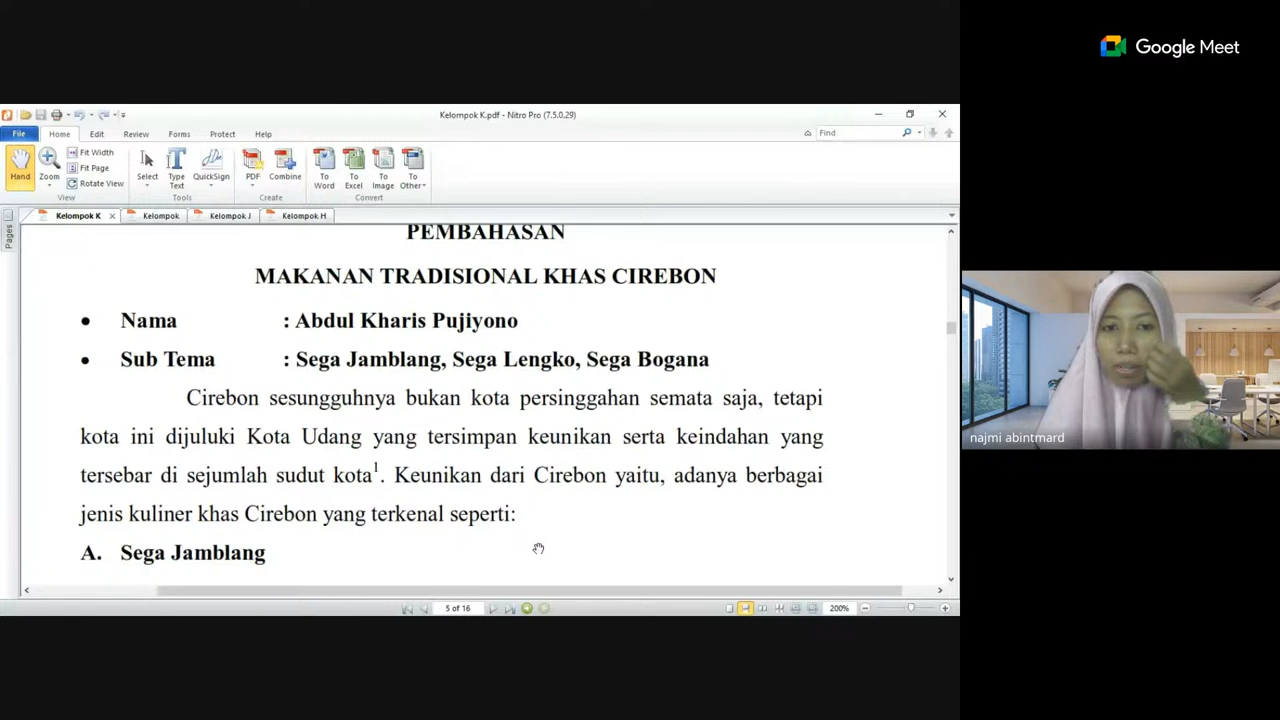 Google Meet
Kelompok K.pdf - Nitro Pro (7.5.0.29)
File Home Edit Review Forms Protect Help
Find
Hand
Zoom
Fit Width
Fit Page
Rotate View
View
Select
Type Text
QuickSign
Tools
PDF
Combine
Create
To Word
To Excel
To Image
To Other
Convert
Kelompok K Kelompok Kelompok J Kelompok H
Pages
PEMBAHASAN
MAKANAN TRADISIONAL KHAS CIREBON
• Nama : Abdul Kharis Pujiyono
• Sub Tema : Sega Jamblang, Sega Lengko, Sega Bogana
Cirebon sesungguhnya bukan kota persinggahan semata saja, tetapi
kota ini dijuluki Kota Udang yang tersimpan keunikan serta keindahan yang
tersebar di sejumlah sudut kota¹. Keunikan dari Cirebon yaitu, adanya berbagai
jenis kuliner khas Cirebon yang terkenal seperti:
A. Sega Jamblang
5 of 16
200%
najmi abintmard